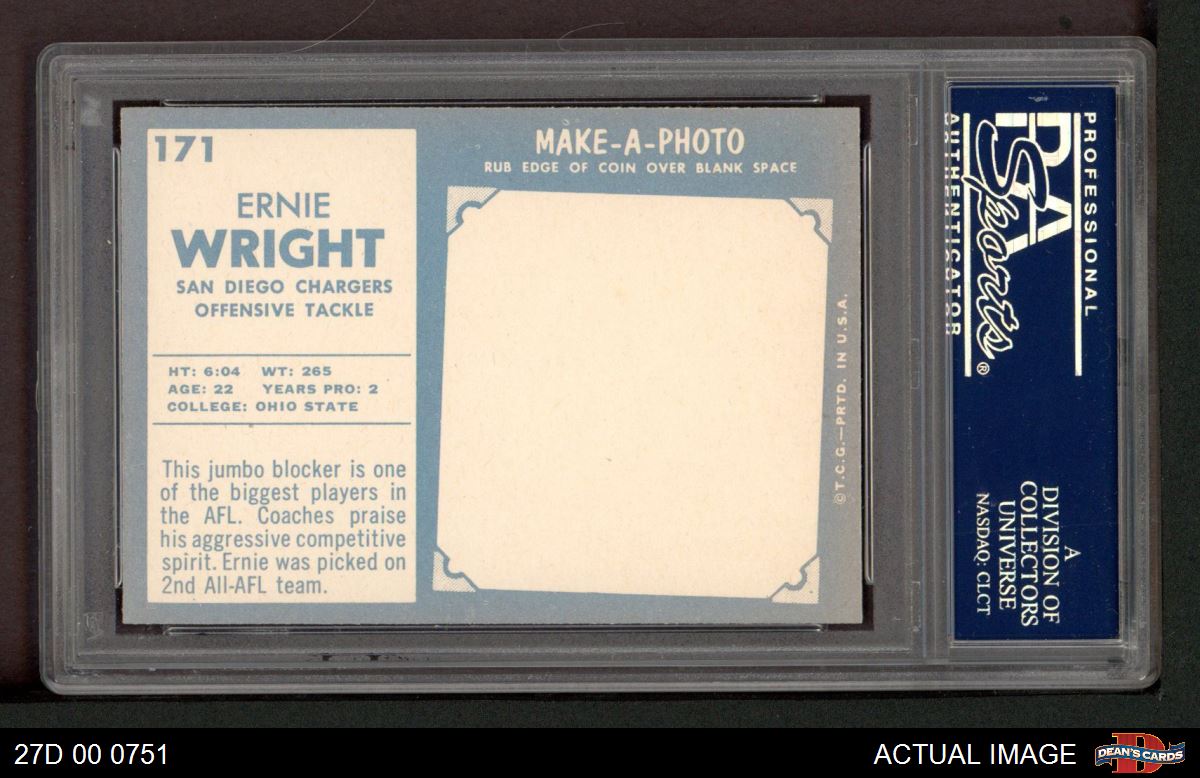 171
ERNIE
WRIGHT
SAN DIEGO CHARGERS
OFFENSIVE TACKLE
HT: 6:04 WT: 265
AGE: 22 YEARS PRO: 2
COLLEGE: OHIO STATE
This jumbo blocker is one
of the biggest players in
the AFL. Coaches praise
his aggressive competitive
spirit. Ernie was picked on
2nd All-AFL team.
MAKE-A-PHOTO
RUB EDGE OF COIN OVER BLANK SPACE
©T.C.G.—PRTD. IN U.S.A.
PROFESSIONAL
PSA
Sports®
AUTHENTICATOR
A
DIVISION OF
COLLECTORS
UNIVERSE
NASDAQ: CLCT
27D 00 0751
ACTUAL IMAGE
DEAN'S CARDS